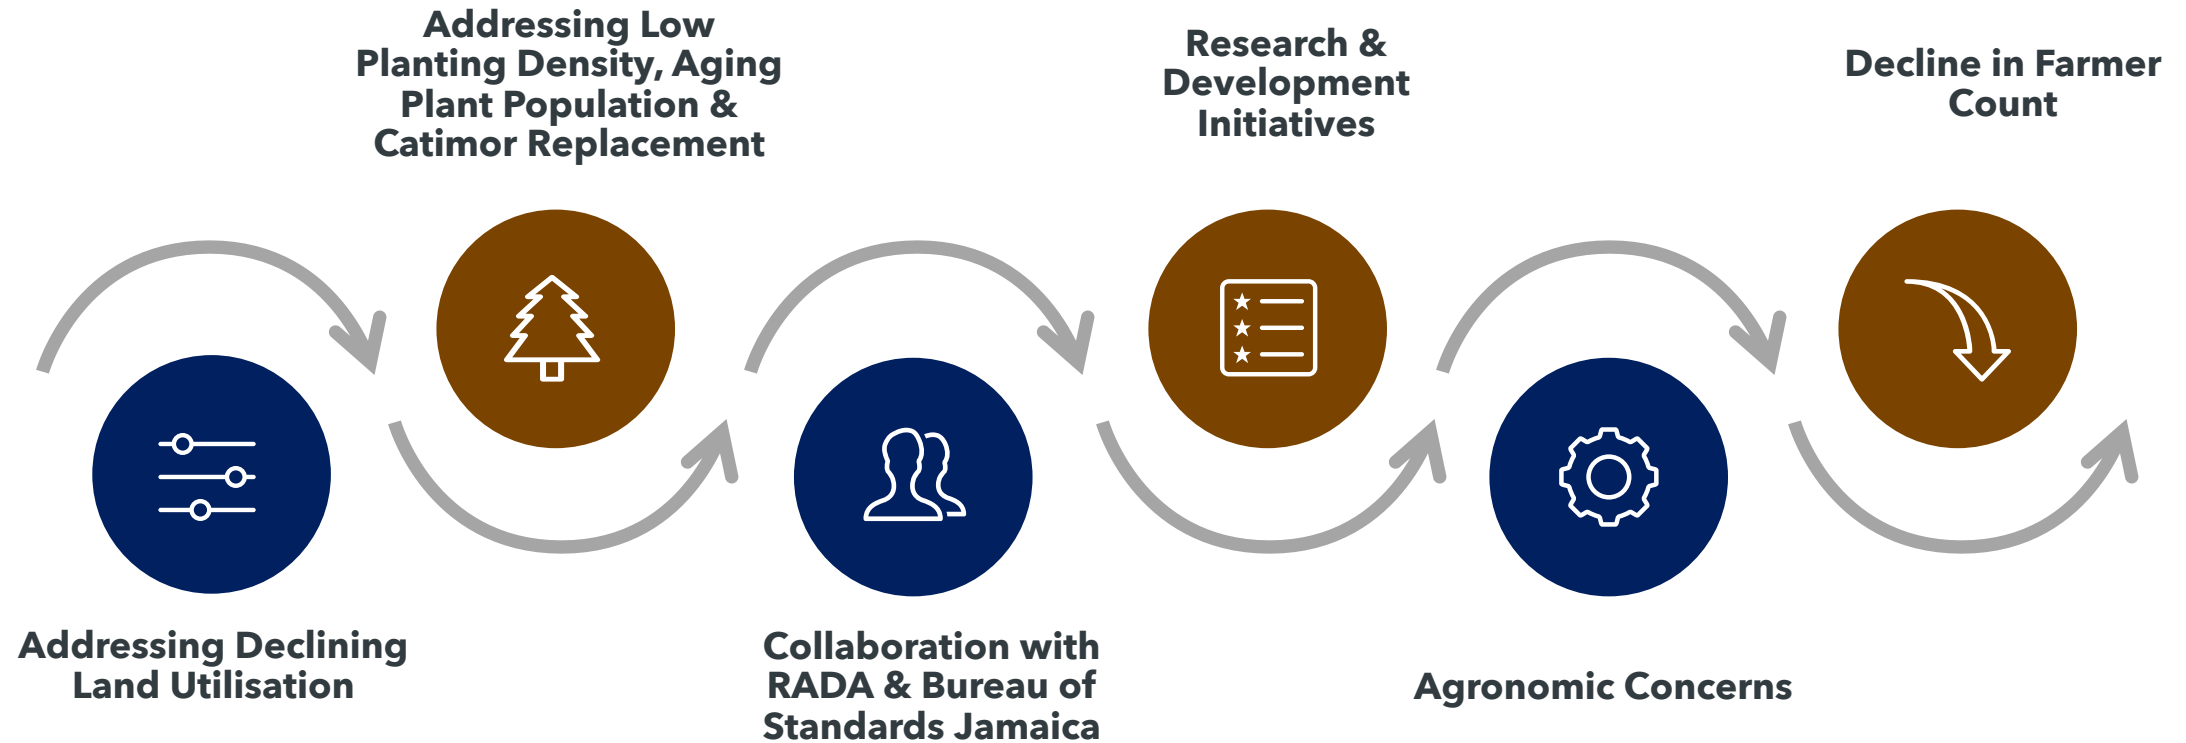 Addressing Declining
Land Utilisation
Addressing Low
Planting Density, Aging
Plant Population &
Catimor Replacement
Collaboration with
RADA & Bureau of
Standards Jamaica
Research &
Development
Initiatives
Agronomic Concerns
Decline in Farmer
Count